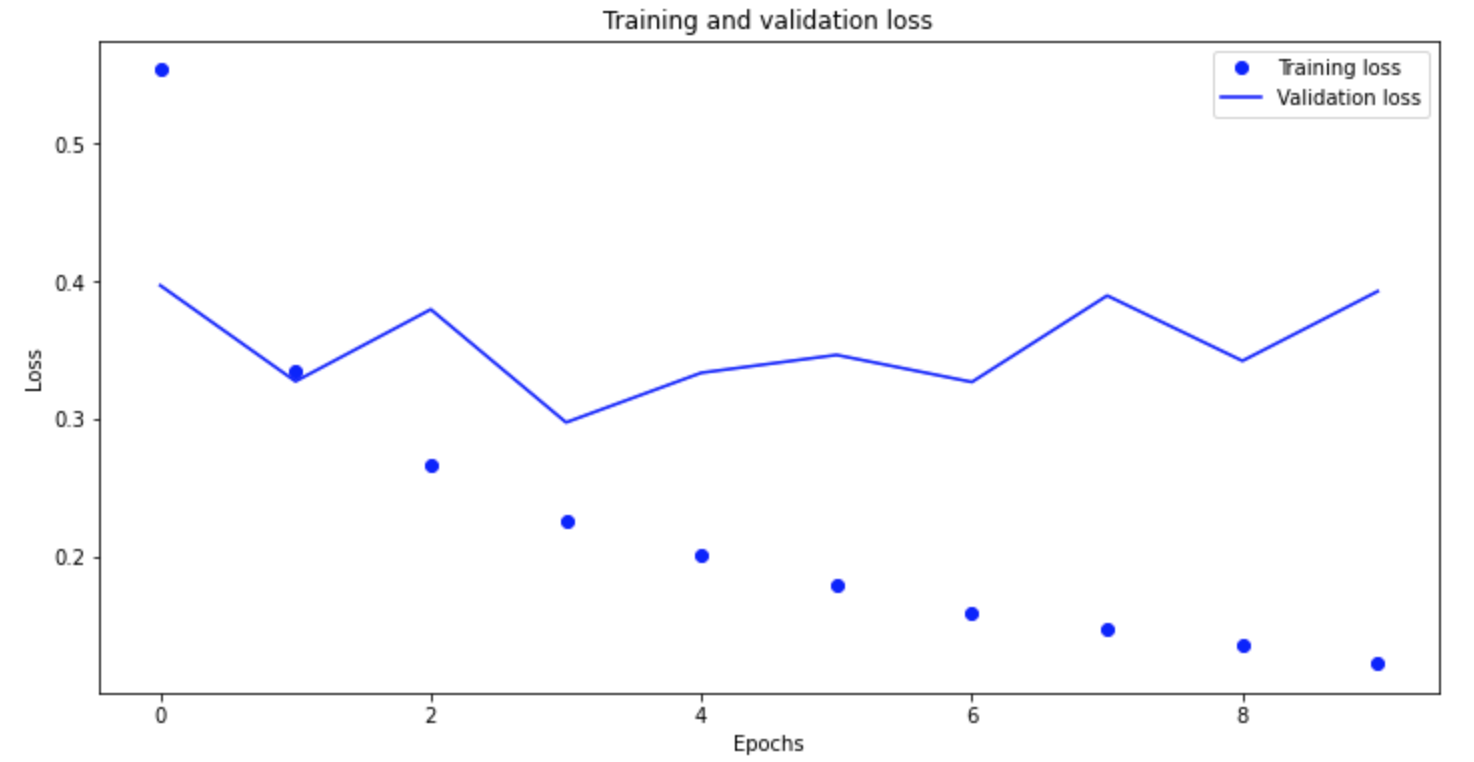 Training and validation loss
Training loss
Validation loss
0.5
0.4
0.3
0.2
Loss
0 2 4 6 8
Epochs